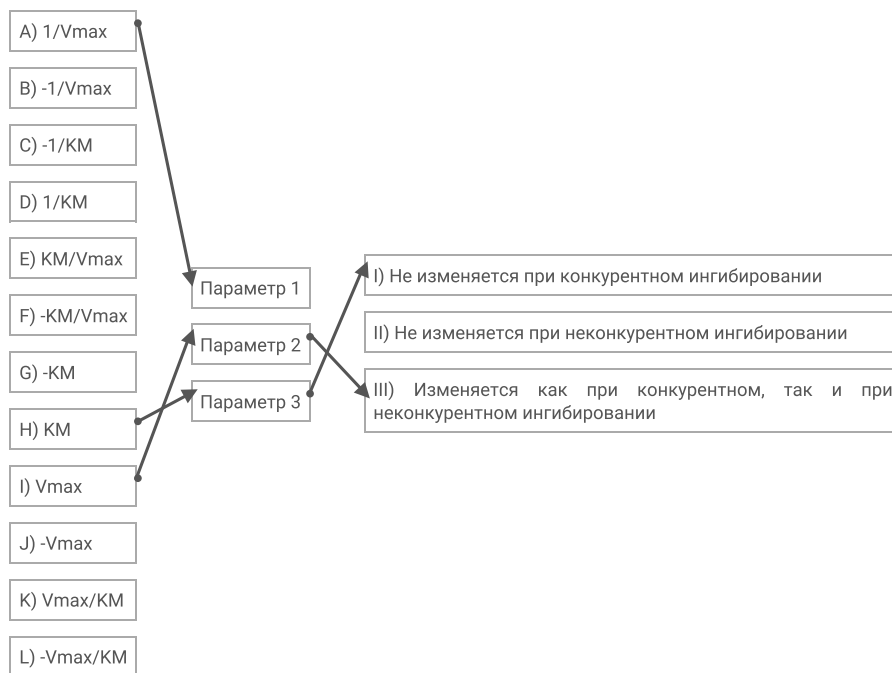 A) 1/Vmax
B) -1/Vmax
C) -1/KM
D) 1/KM
E) KM/Vmax
F) -KM/Vmax
G) -KM
H) KM
I) Vmax
J) -Vmax
K) Vmax/KM
L) -Vmax/KM
Параметр 1
Параметр 2
Параметр 3
I) Не изменяется при конкурентном ингибировании
II) Не изменяется при неконкурентном ингибировании
III) Изменяется как при конкурентном, так и при
неконкурентном ингибировании